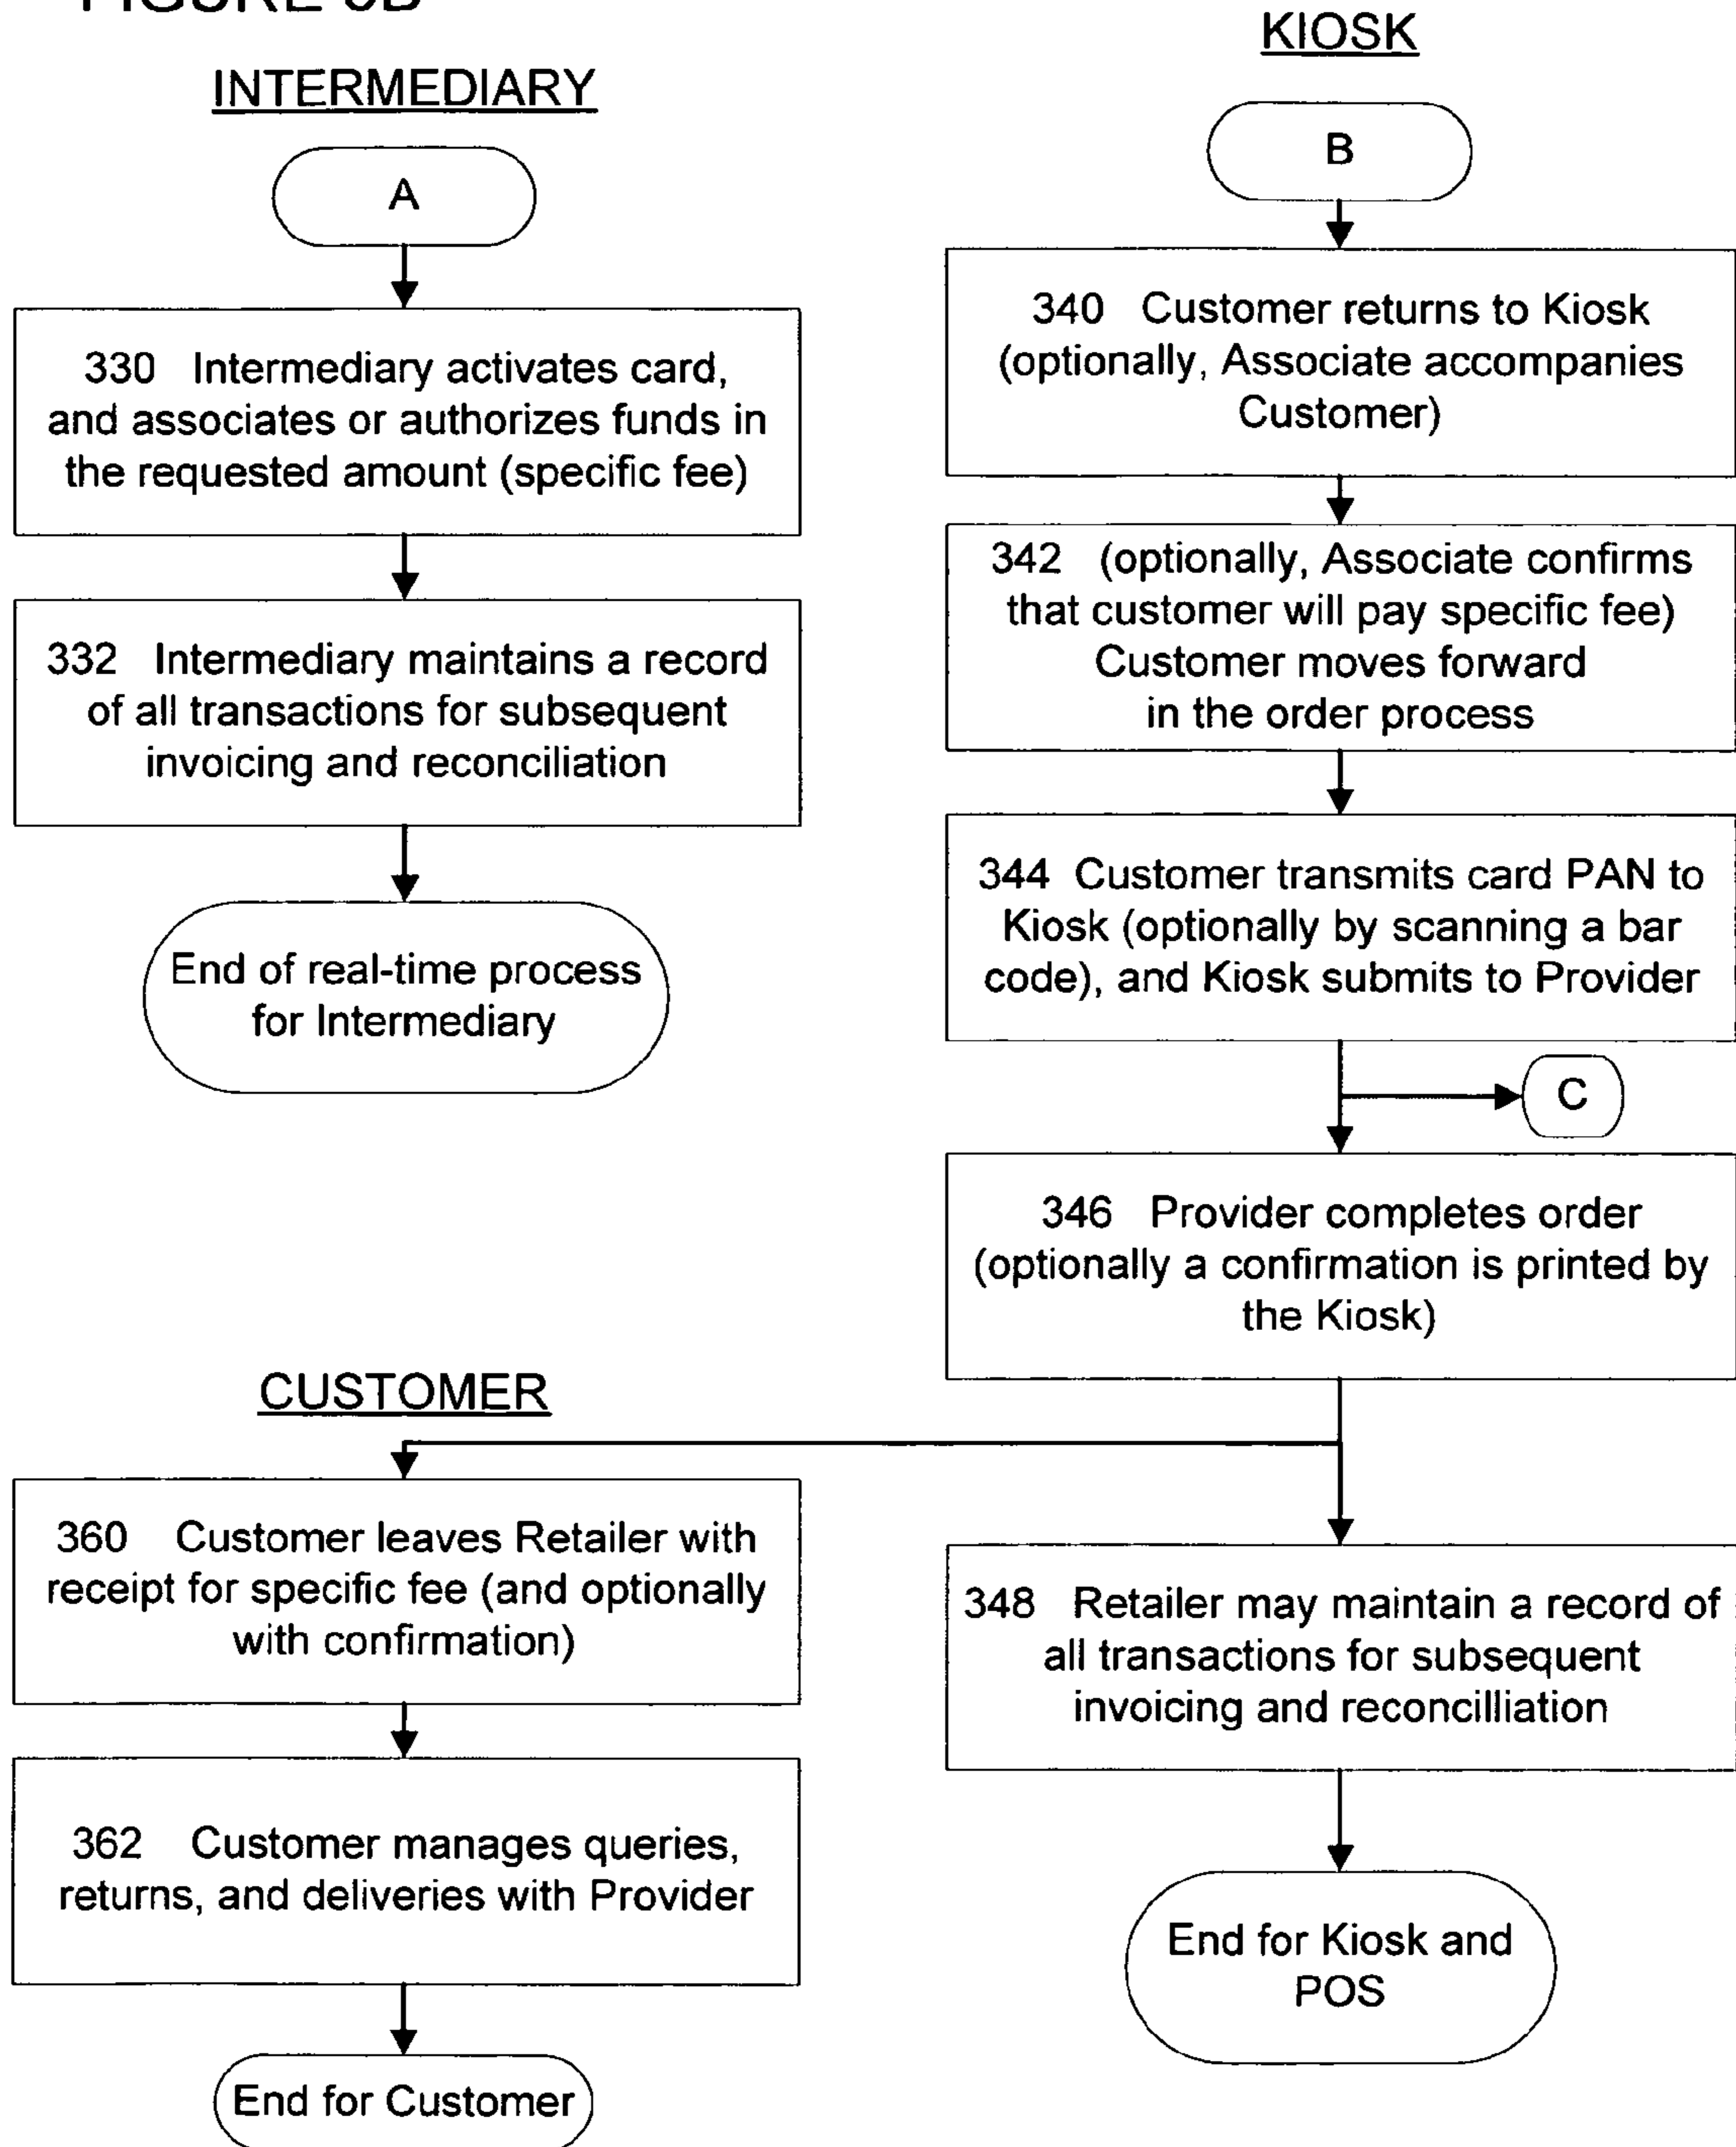 INTERMEDIARY
A
330 Intermediary activates card,
and associates or authorizes funds in
the requested amount (specific fee)
332 Intermediary maintains a record
of all transactions for subsequent
invoicing and reconciliation
End of real-time process
for Intermediary
KIOSK
B
340 Customer returns to Kiosk
(optionally, Associate accompanies
Customer)
342 (optionally, Associate confirms
that customer will pay specific fee)
Customer moves forward
in the order process
344 Customer transmits card PAN to
Kiosk (optionally by scanning a bar
code), and Kiosk submits to Provider
C
346 Provider completes order
(optionally a confirmation is printed by
the Kiosk)
CUSTOMER
360 Customer leaves Retailer with
receipt for specific fee (and optionally
with confirmation)
362 Customer manages queries,
returns, and deliveries with Provider
End for Customer
348 Retailer may maintain a record of
all transactions for subsequent
invoicing and reconcilliation
End for Kiosk and
POS